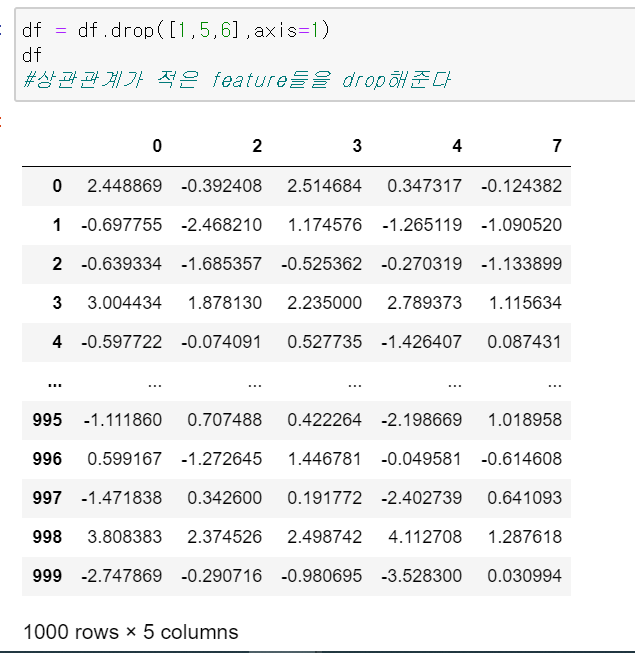 df = df.drop([1,5,6],axis=1)
df
#상관관계가 적은 feature들을 drop해준다
0 2 3 4 7
0 2.448869 -0.392408 2.514684 0.347317 -0.124382
1 -0.697755 -2.468210 1.174576 -1.265119 -1.090520
2 -0.639334 -1.685357 -0.525362 -0.270319 -1.133899
3 3.004434 1.878130 2.235000 2.789373 1.115634
4 -0.597722 -0.074091 0.527735 -1.426407 0.087431
... ... ... ... ... ...
995 -1.111860 0.707488 0.422264 -2.198669 1.018958
996 0.599167 -1.272645 1.446781 -0.049581 -0.614608
997 -1.471838 0.342600 0.191772 -2.402739 0.641093
998 3.808383 2.374526 2.498742 4.112708 1.287618
999 -2.747869 -0.290716 -0.980695 -3.528300 0.030994
1000 rows × 5 columns